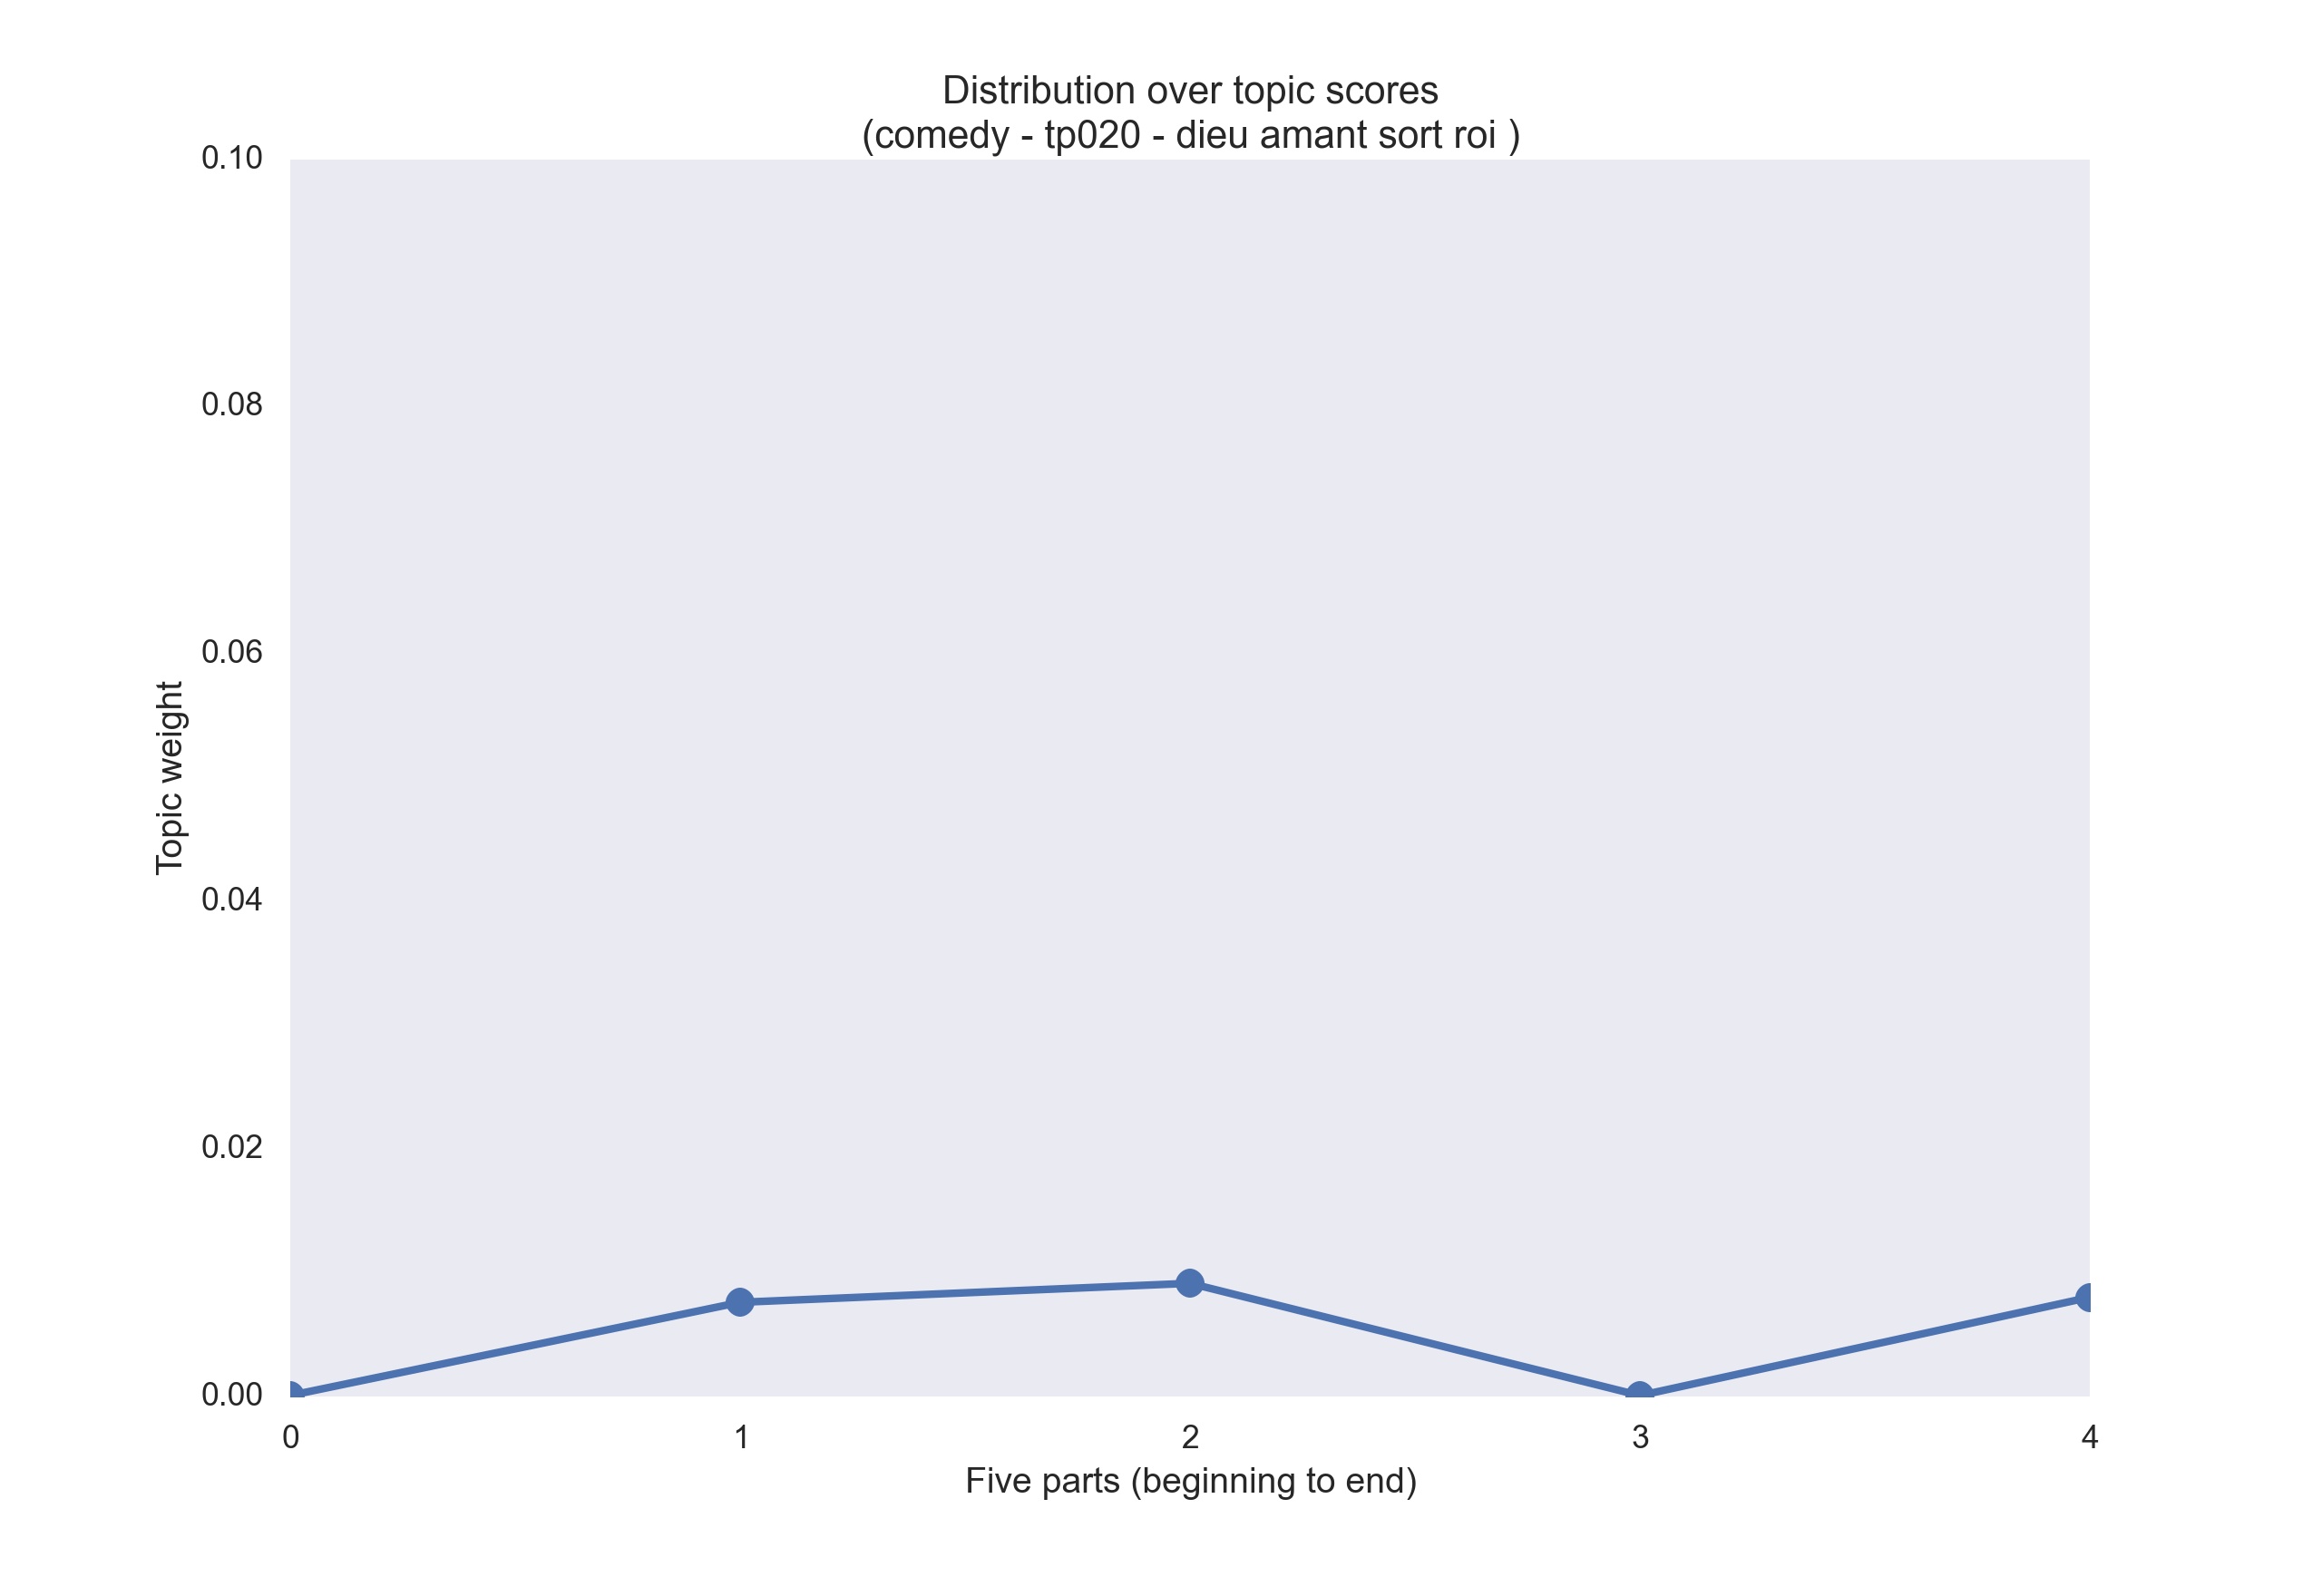 Distribution over topic scores
(comedy - tp020 - dieu amant sort roi )
0.10
0.08
0.06
0.04
0.02
0.00
Topic weight
0 1 2 3 4
Five parts (beginning to end)